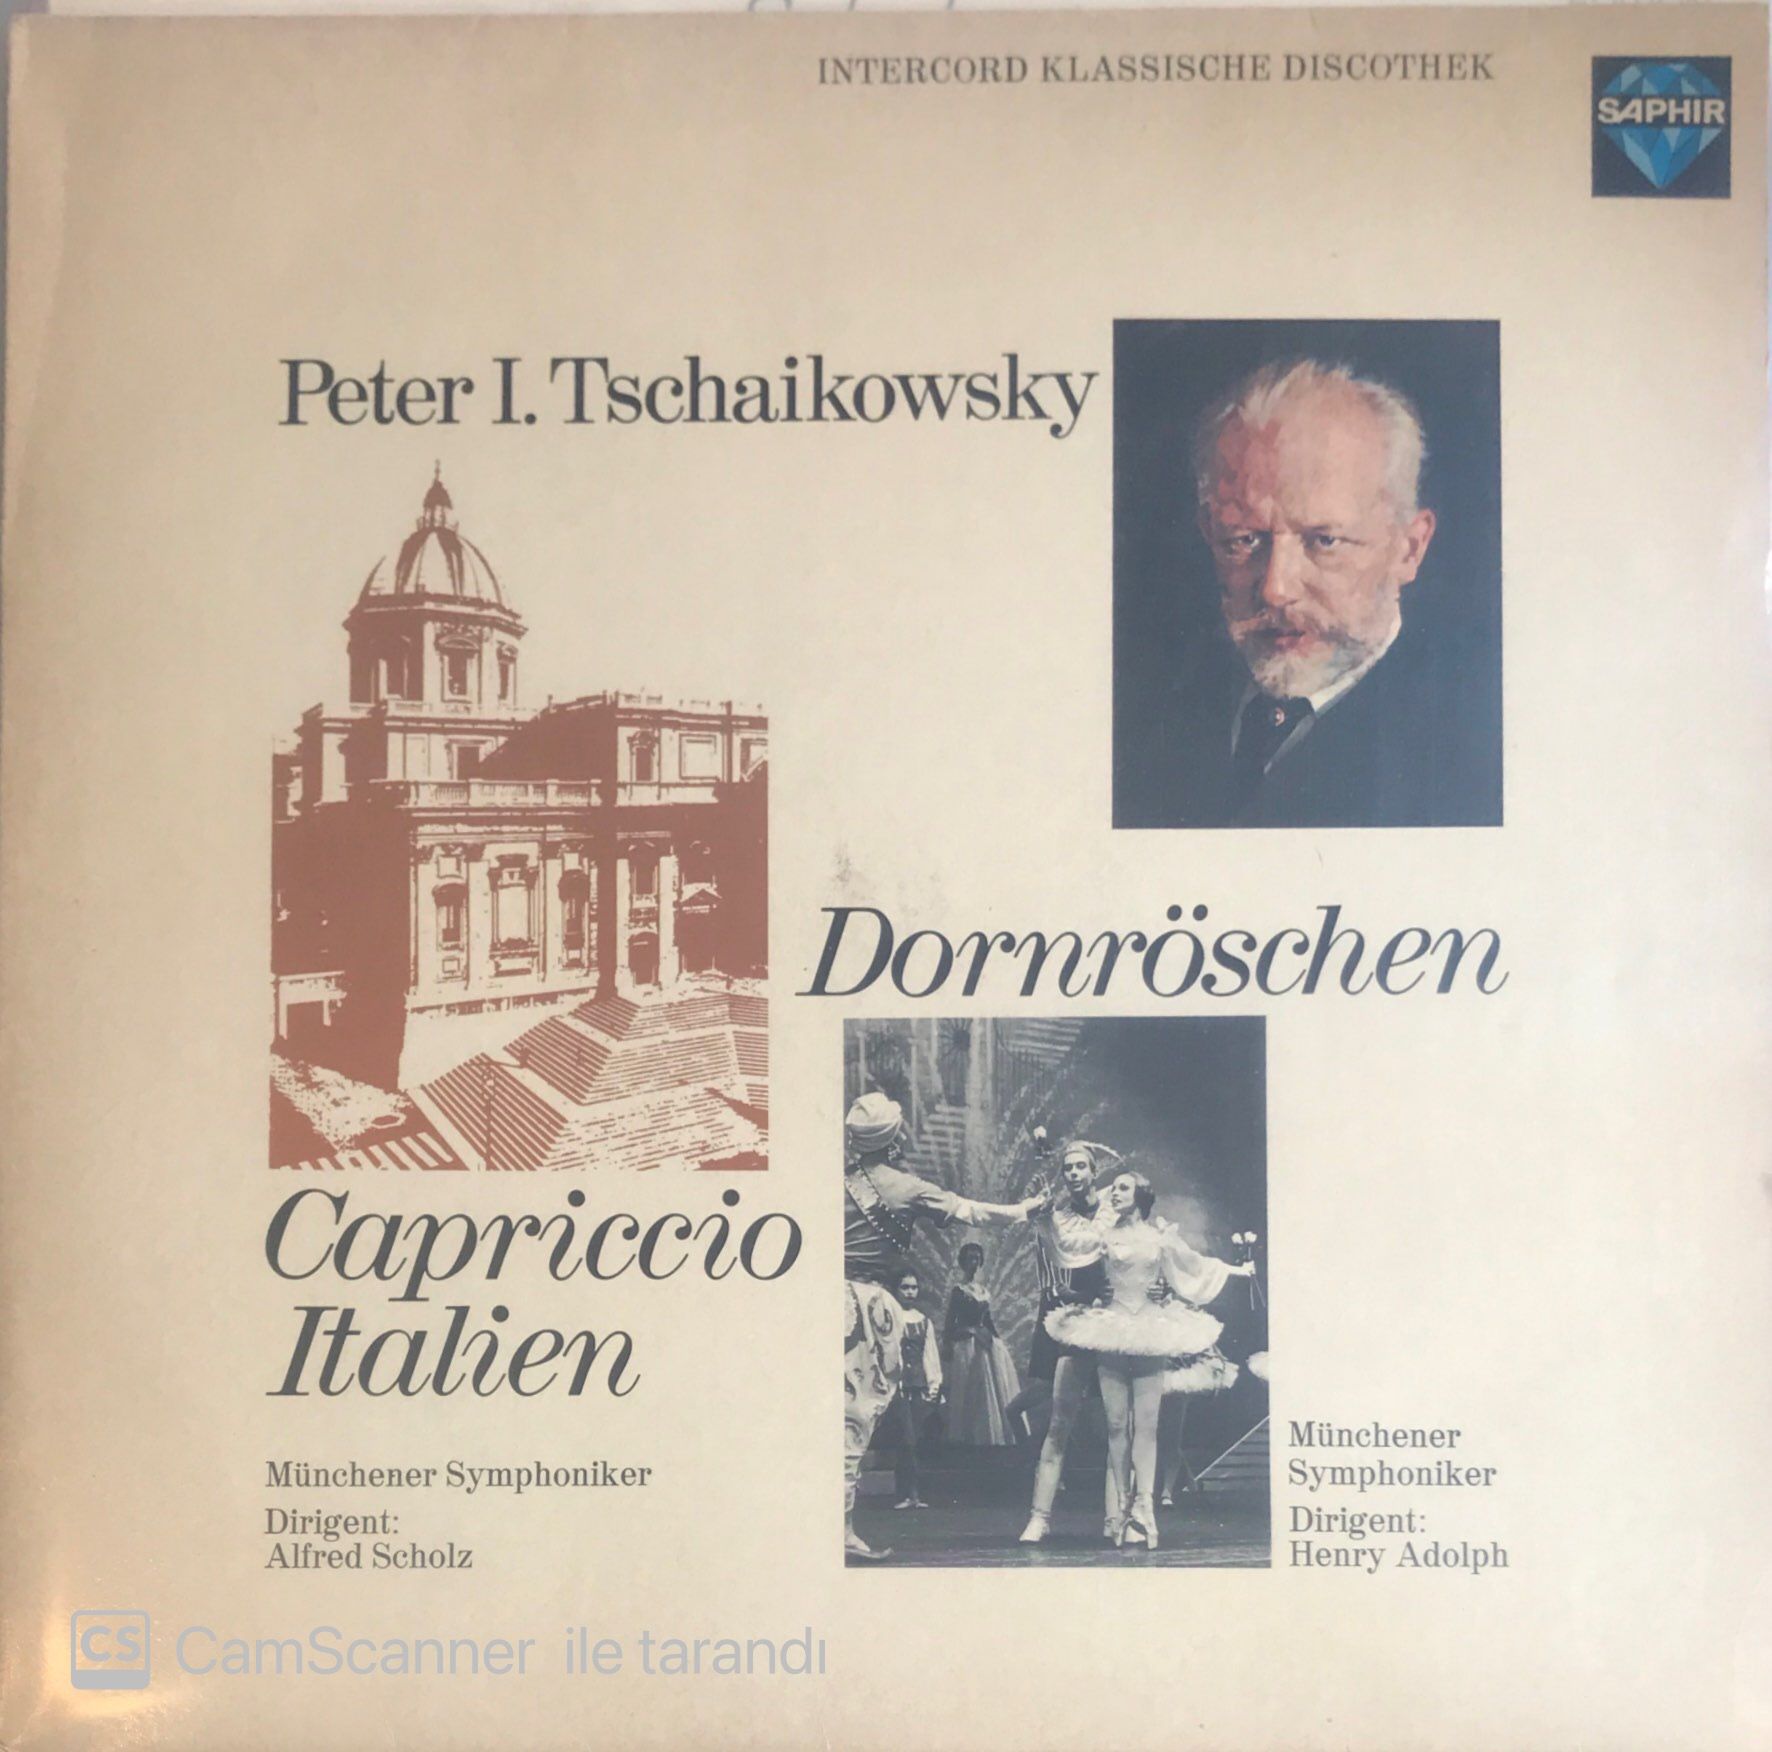 INTERCORD KLASSISCHE DISCOTHEK
SAPHIR
Peter I. Tschaikowsky
Dornröschen
Capriccio
Italien
Münchener Symphoniker
Dirigent:
Alfred Scholz
Münchener
Symphoniker
Dirigent:
Henry Adolph
CS CamScanner ile tarandı